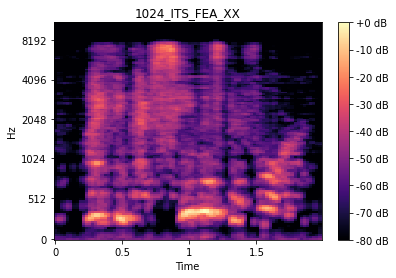 1024_ITS_FEA_XX
+0 dB
8192
-10 dB
4096
-20 dB
-30 dB
2048
Hz
-40 dB
1024
-50 dB
512
-60 dB
-70 dB
0
-80 dB
0 0.5 1 1.5
Time